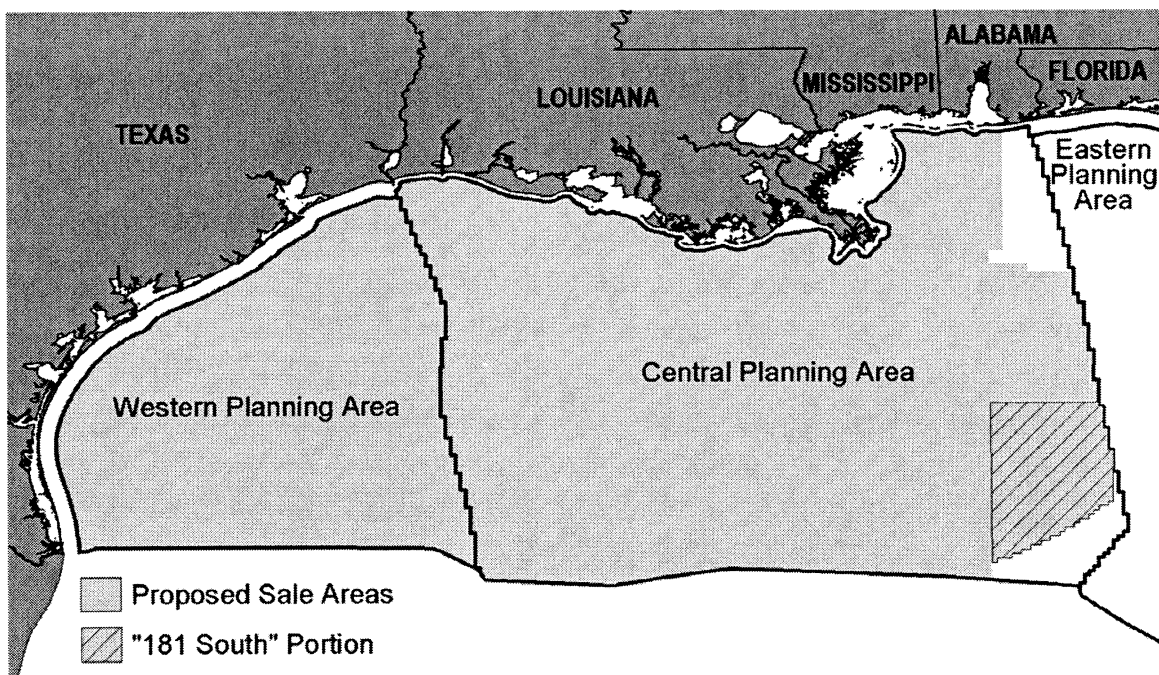 ALABAMA
MISSISSIPPI
FLORIDA
LOUISIANA
TEXAS
Eastern
Planning
Area
Central Planning Area
Western Planning Area
Proposed Sale Areas
"181 South" Portion